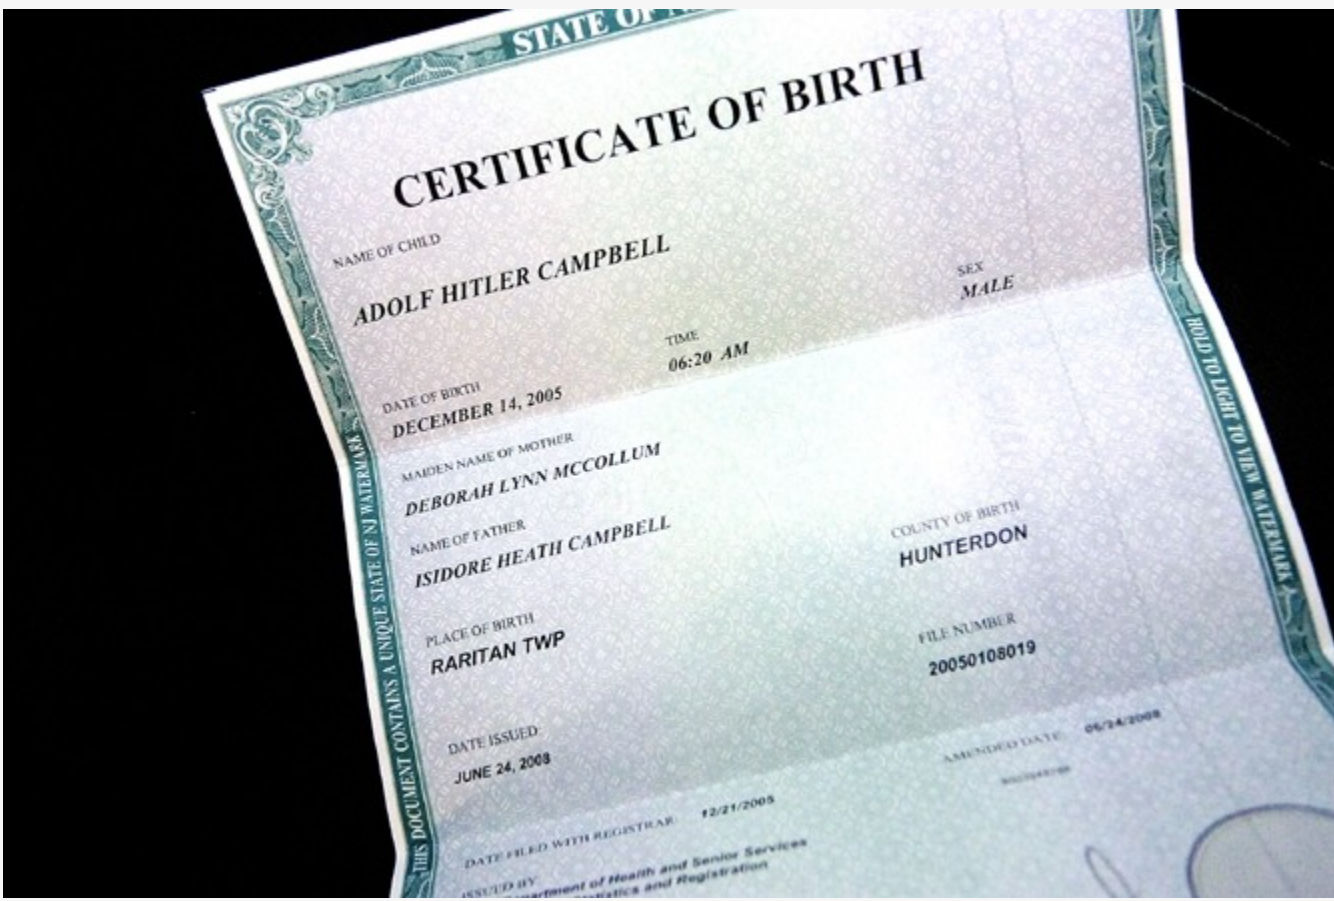 STATE OF
CERTIFICATE OF BIRTH
NAME OF CHILD
ADOLF HITLER CAMPBELL
SEX
MALE
TIME
06:20 AM
DATE OF BIRTH
DECEMBER 14, 2005
MAIDEN NAME OF MOTHER
DEBORAH LYNN MCCOLLUM
NAME OF FATHER
ISIDORE HEATH CAMPBELL
COUNTY OF BIRTH
HUNTERDON
PLACE OF BIRTH
RARITAN TWP
FILE NUMBER
20050108019
DATE ISSUED
JUNE 24, 2008
AMENDED DATE 06/24/2008
DATE FILED WITH REGISTRAR 12/21/2005
ISSUED BY
of Health and Senior Services
and Registration
THIS DOCUMENT CONTAINS A UNIQUE STATE OF NJ WATERMARK
HOLD TO LIGHT TO VIEW WATERMARK